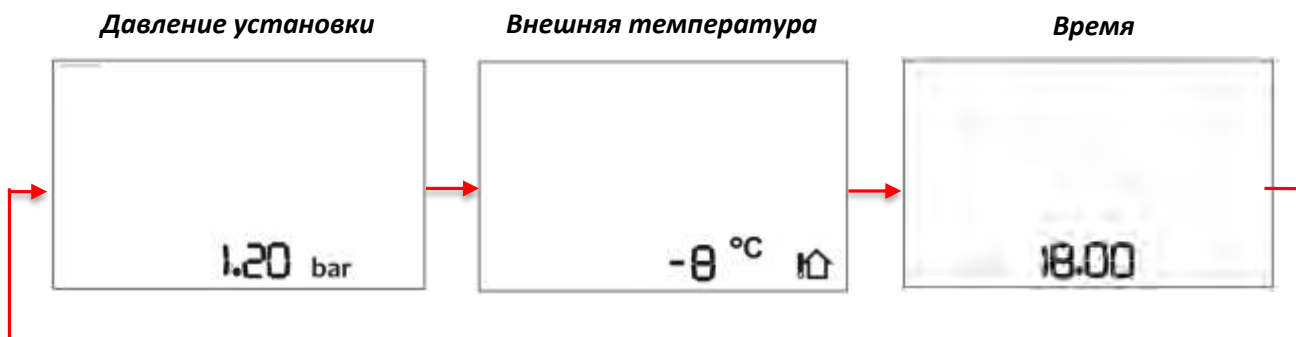 Давление установки
Внешняя температура
Время
1.20 bar
-8 °C
18.00